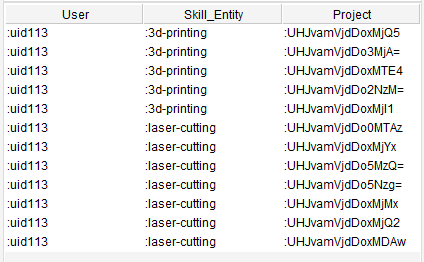 User Skill_Entity Project
:uid113 :3d-printing :UHJvamVjdDoxMjQ5
:uid113 :3d-printing :UHJvamVjdDo3MjA=
:uid113 :3d-printing :UHJvamVjdDoxMTE4
:uid113 :3d-printing :UHJvamVjdDo2NzM=
:uid113 :3d-printing :UHJvamVjdDoxMjI1
:uid113 :laser-cutting :UHJvamVjdDo0MTAz
:uid113 :laser-cutting :UHJvamVjdDoxMjYx
:uid113 :laser-cutting :UHJvamVjdDo5MzQ=
:uid113 :laser-cutting :UHJvamVjdDo5Nzg=
:uid113 :laser-cutting :UHJvamVjdDoxMjMx
:uid113 :laser-cutting :UHJvamVjdDoxMjQ2
:uid113 :laser-cutting :UHJvamVjdDoxMDAw